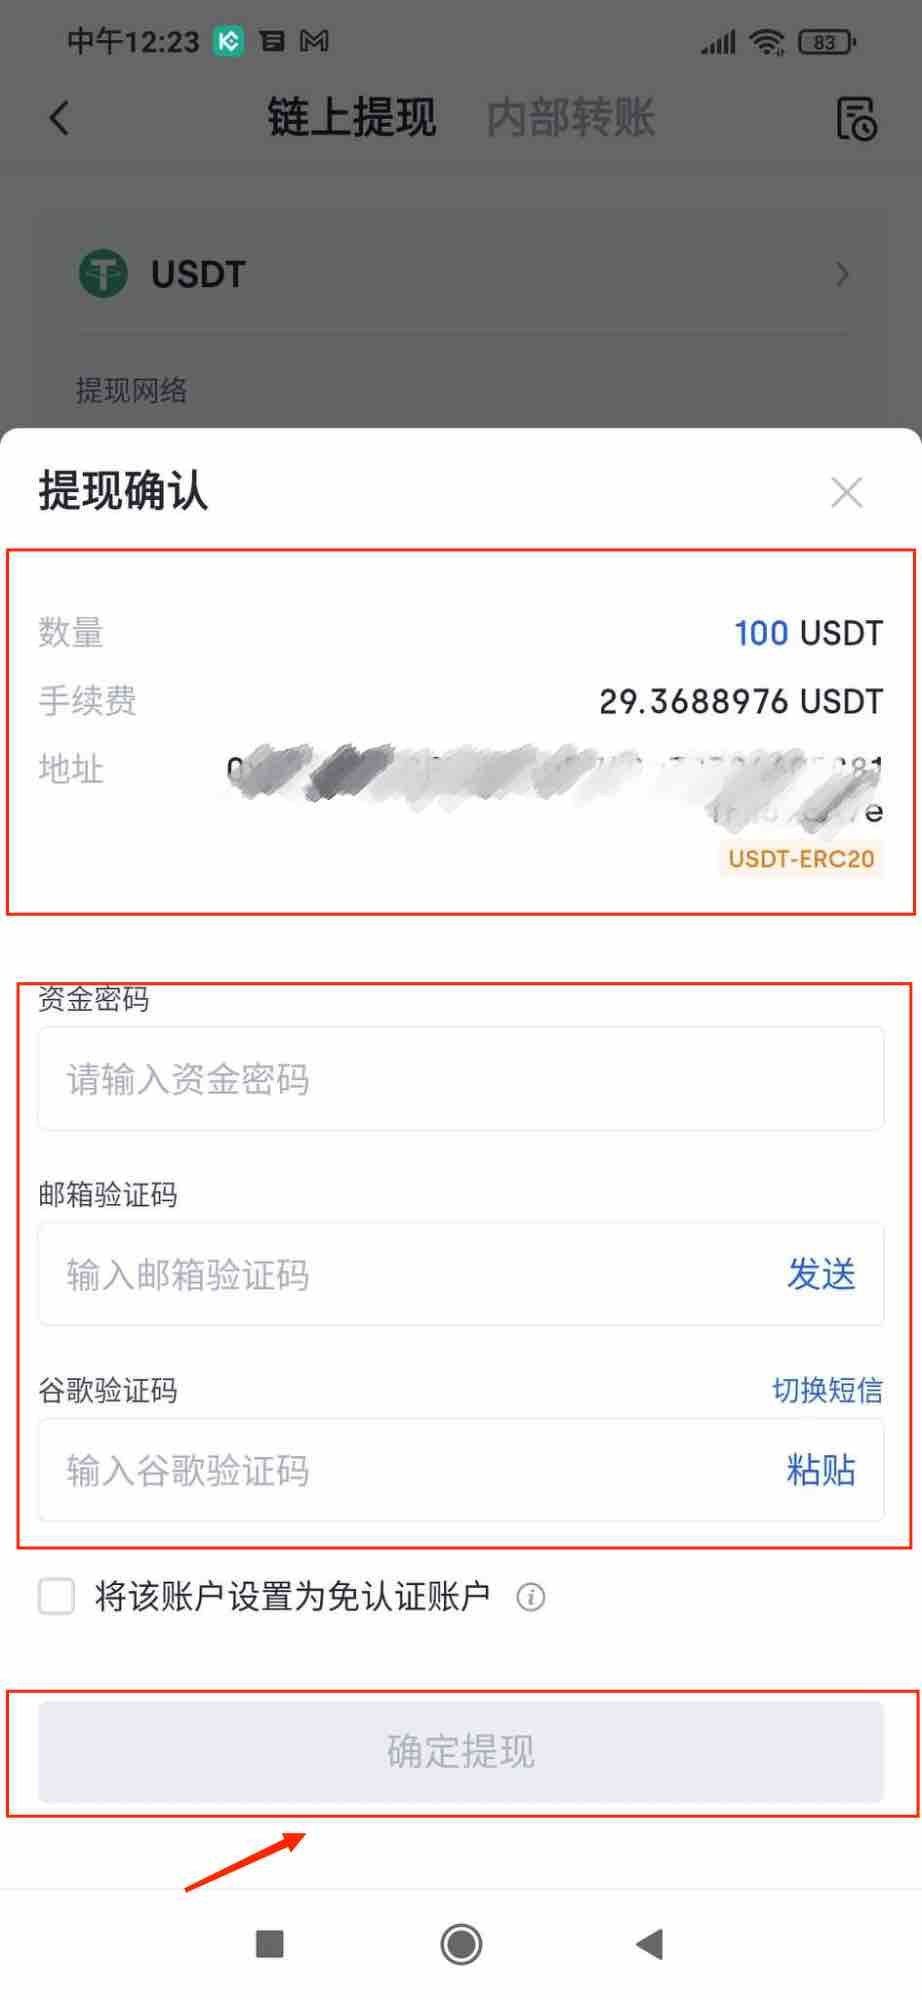 中午12:23
83
链上提现 内部转账
USDT
提现网络
提现确认
数量 100 USDT
手续费 29.3688976 USDT
地址
USDT-ERC20
资金密码
请输入资金密码
邮箱验证码
输入邮箱验证码 发送
谷歌验证码 切换短信
输入谷歌验证码 粘贴
将该账户设置为免认证账户
确定提现